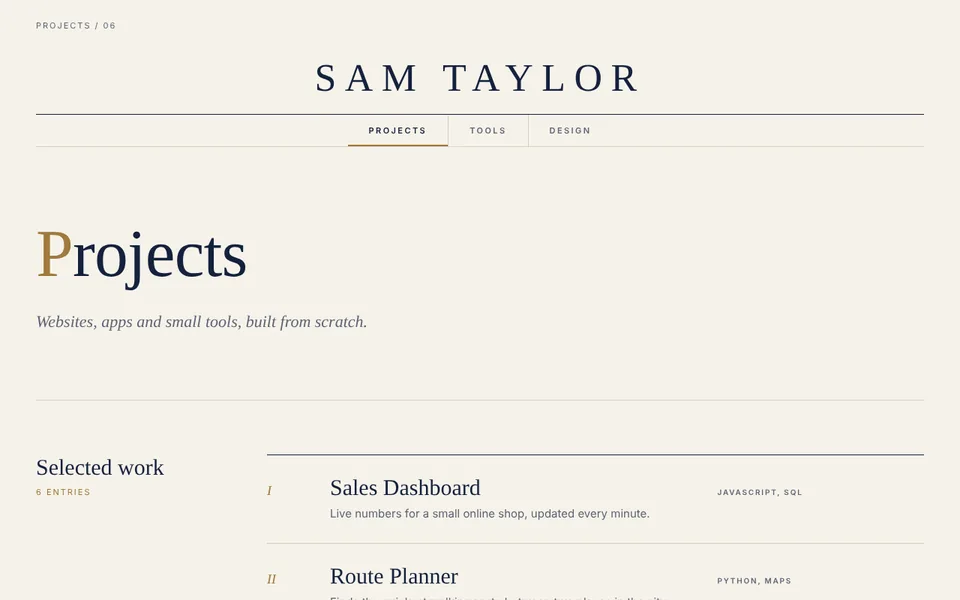 PROJECTS / 06
SAM TAYLOR
PROJECTS
TOOLS
DESIGN
Projects
Websites, apps and small tools, built from scratch.
Selected work
6 ENTRIES
I
Sales Dashboard
JAVASCRIPT, SQL
Live numbers for a small online shop, updated every minute.
II
Route Planner
PYTHON, MAPS